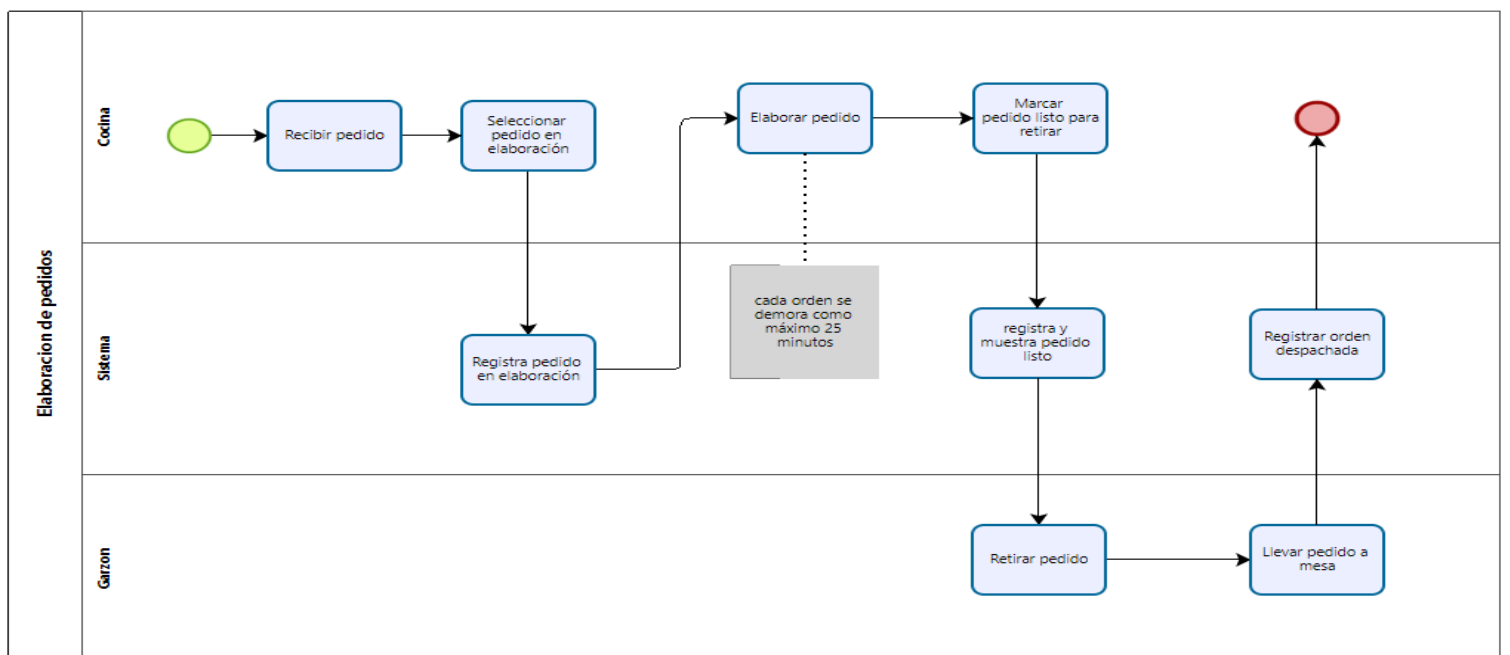 Elaboracion de pedidos
Cocina
Recibir pedido
Seleccionar
pedido en
elaboración
Elaborar pedido
Marcar
pedido listo para
retirar
Sistema
Registra pedido
en elaboración
cada orden se
demora como
máximo 25
minutos
registra y
muestra pedido
listo
Registrar orden
despachada
Garzon
Retirar pedido
Llevar pedido a
mesa